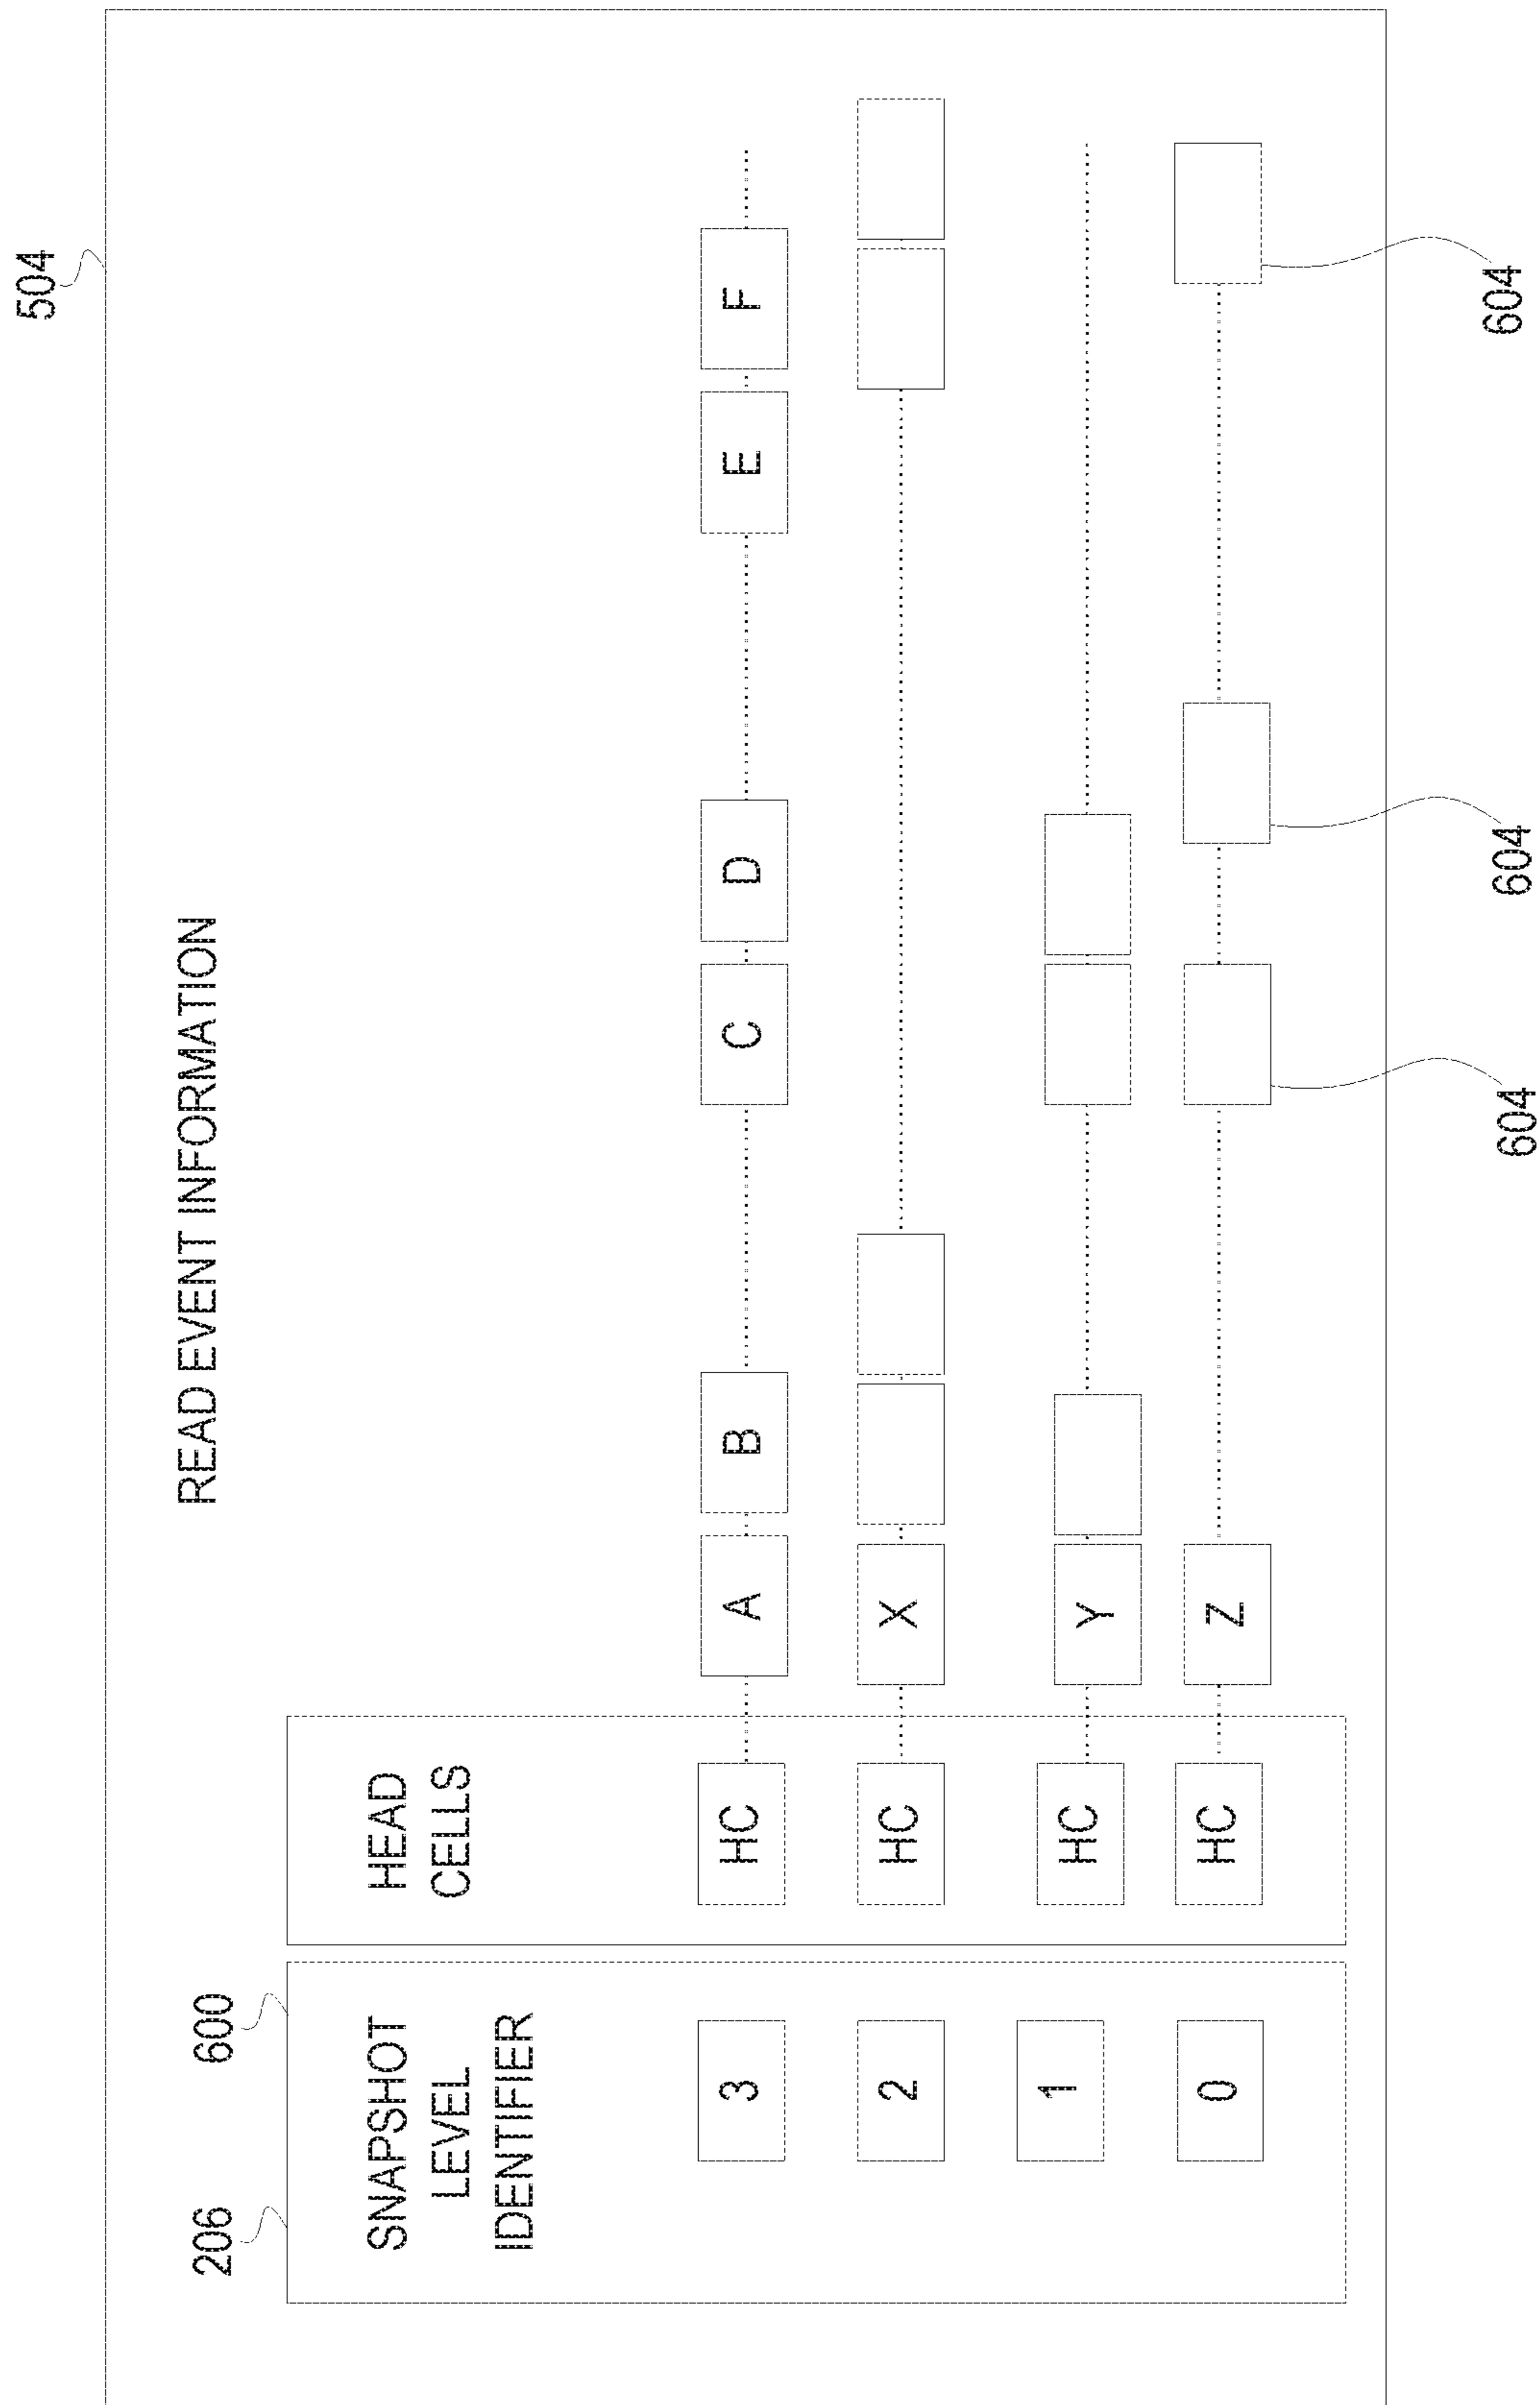 504
READ EVENT INFORMATION
206
600
SNAPSHOT
LEVEL
IDENTIFIER
HEAD
CELLS
3
HC
A
B
C
D
E
F
2
HC
X
1
HC
Y
0
HC
Z
604
604
604